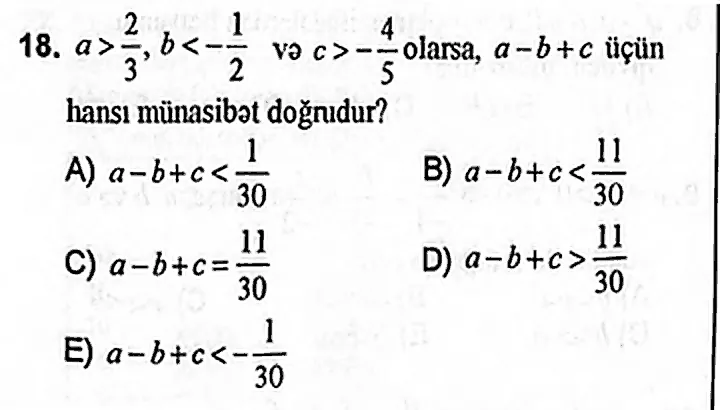 18. a > 2/3, b < -1/2 və c > -4/5 olarsa, a-b+c üçün
hansı münasibət doğrudur?
A) a-b+c < 1/30 B) a-b+c < 11/30
C) a-b+c = 11/30 D) a-b+c > 11/30
E) a-b+c < -1/30